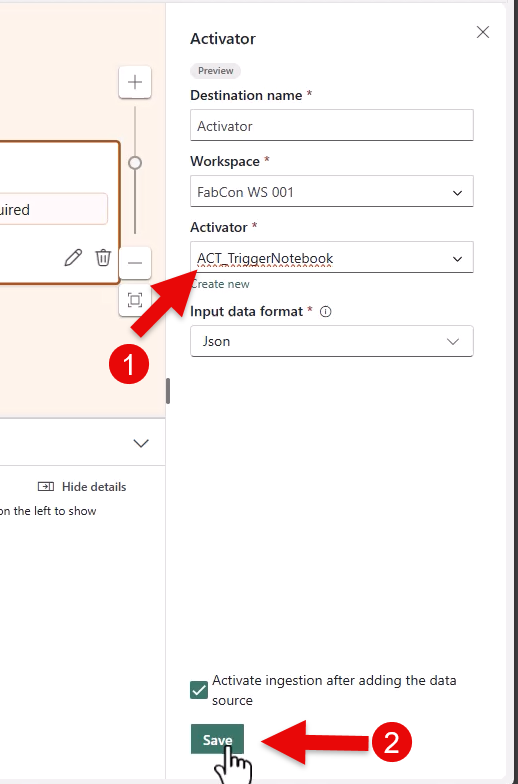 Activator
Preview
Destination name *
Activator
Workspace *
FabCon WS 001
uired
Activator *
ACT_TriggerNotebook
Create new
Input data format *
Json
1
Hide details
on the left to show
Activate ingestion after adding the data
source
Save
2